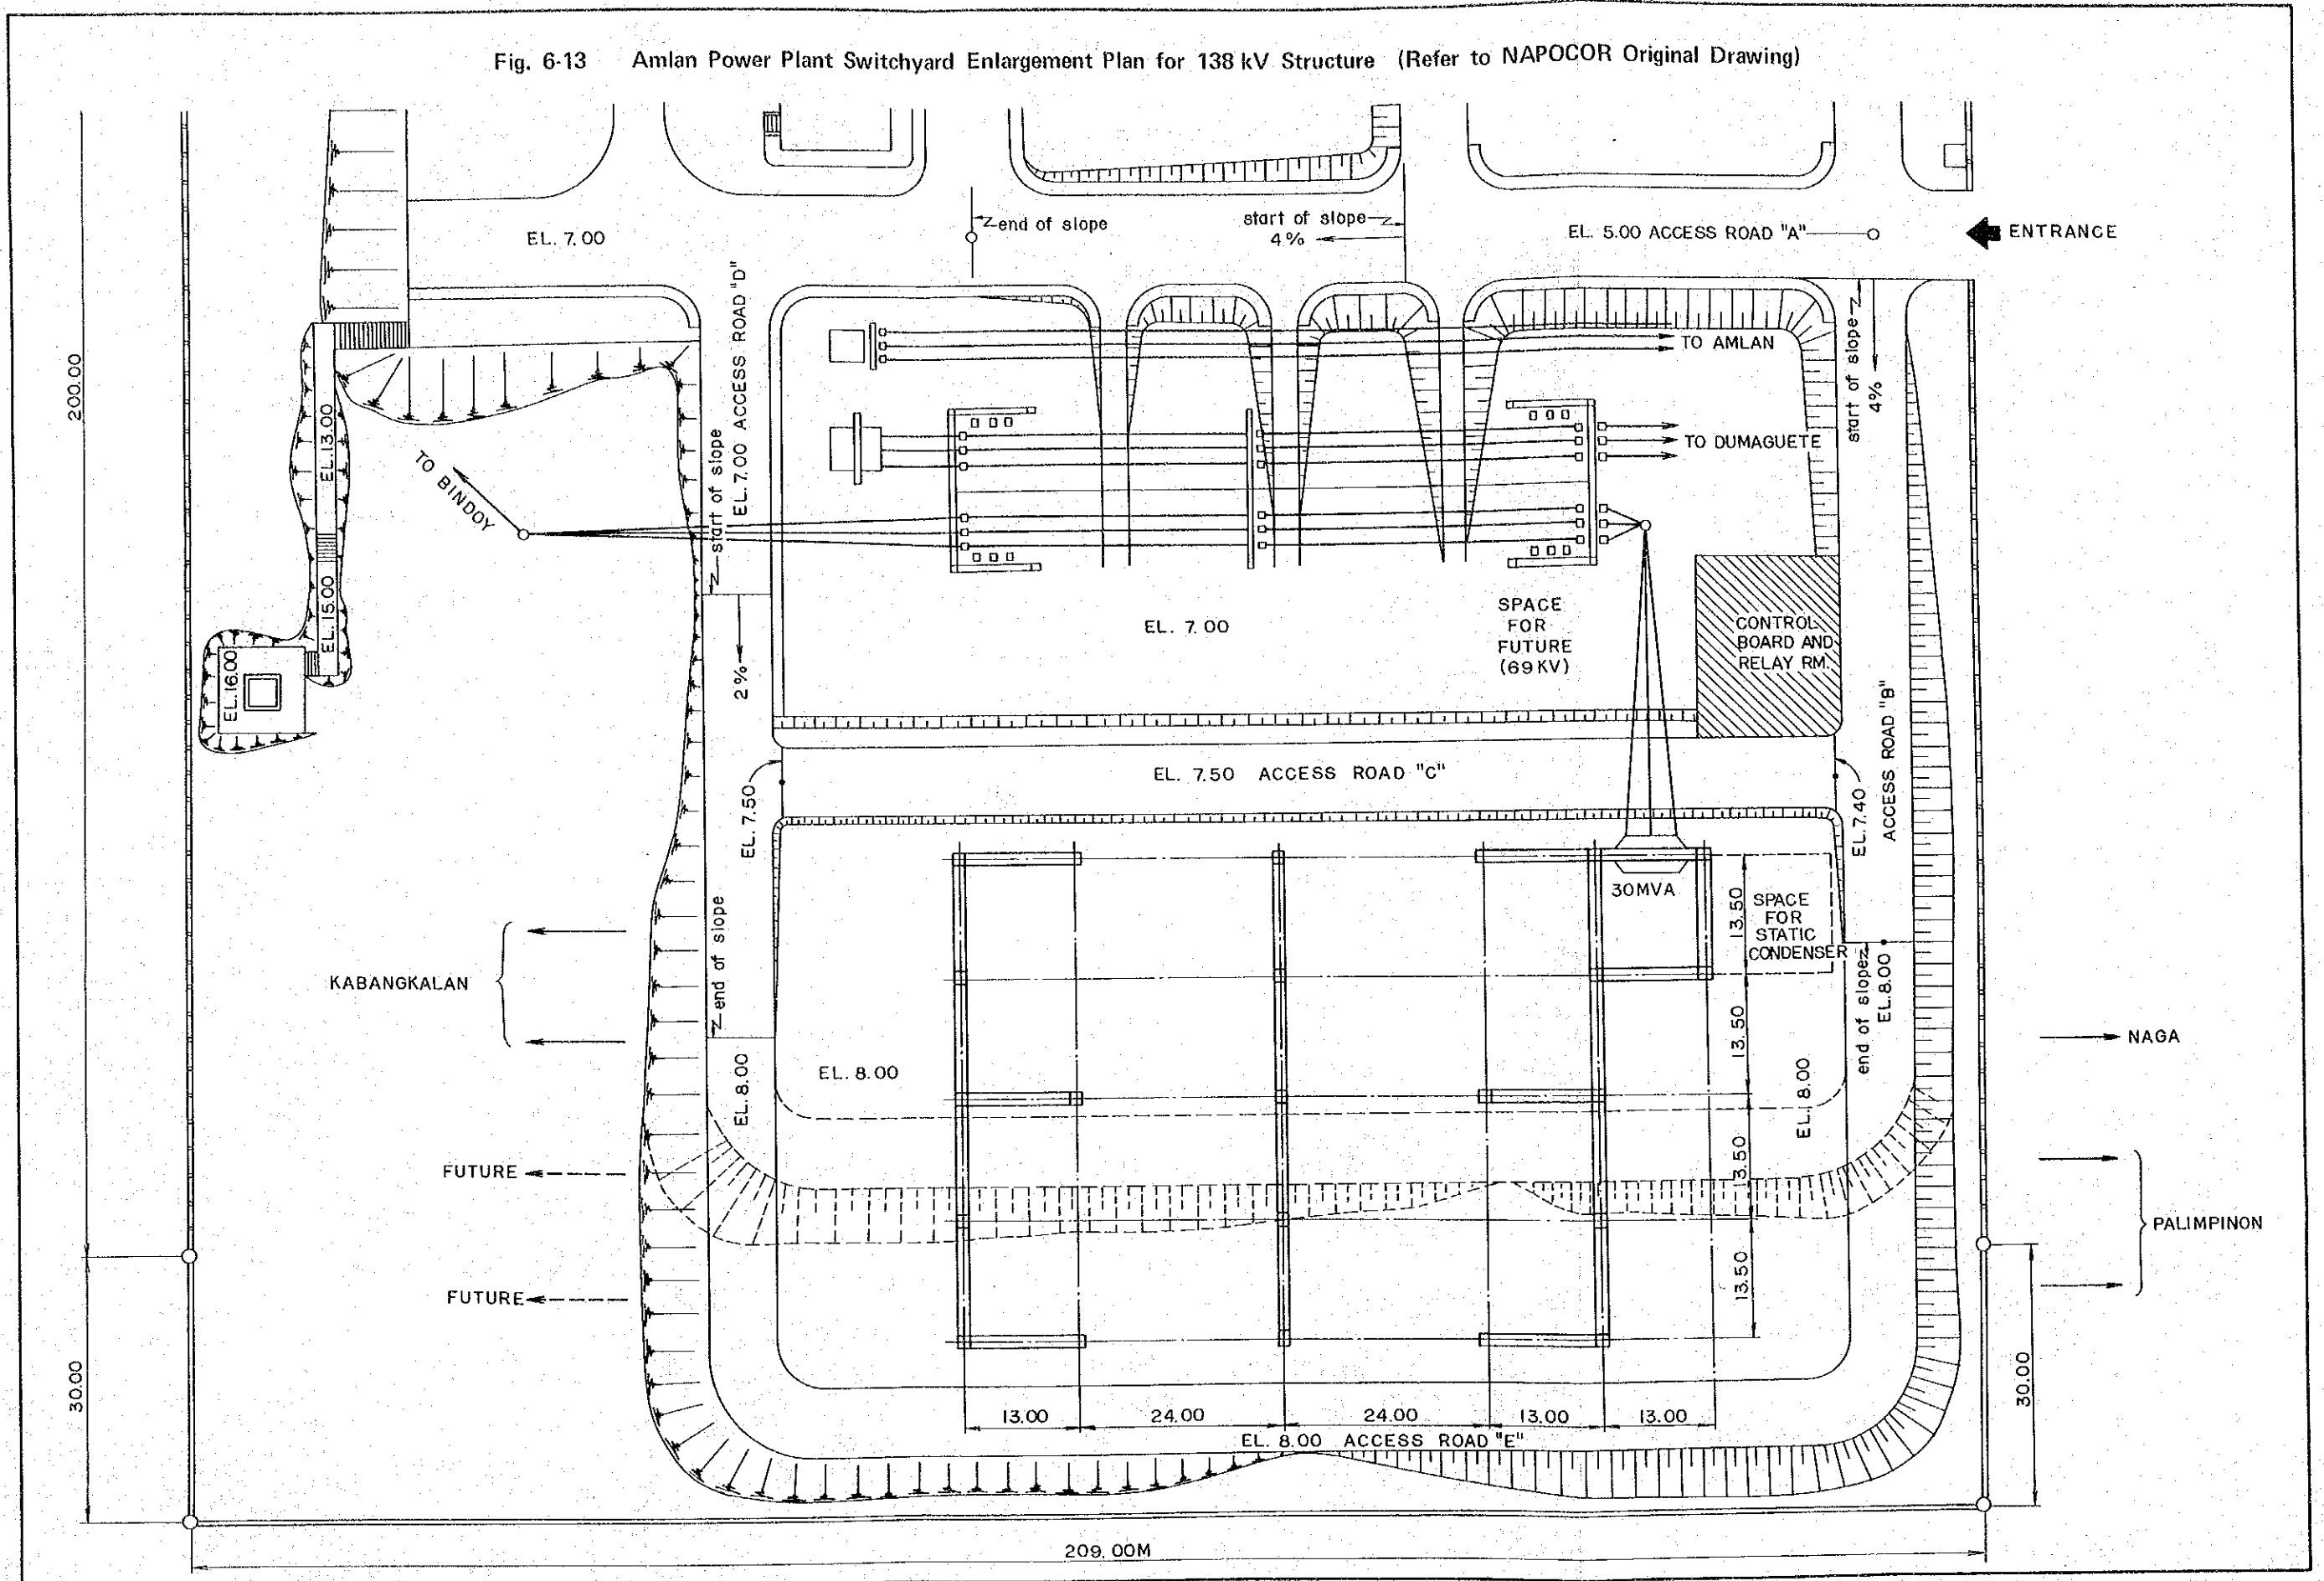 Fig. 6-13 Amlan Power Plant Switchyard Enlargement Plan for 138 kV Structure (Refer to NAPOCOR Original Drawing)
EL. 7.00
end of slope
start of slope
4%
EL. 5.00 ACCESS ROAD "A"
ENTRANCE
200.00
EL. 7.00 ACCESS ROAD "D"
start of slope
TO AMLAN
start of slope
4%
EL. 13.00
TO BINDOY
TO DUMAGUETE
EL. 15.00
EL. 16.00
2%
EL. 7.00
SPACE
FOR
FUTURE
(69KV)
CONTROL
BOARD AND
RELAY RM.
ACCESS ROAD "B"
EL. 7.50
EL. 7.50 ACCESS ROAD "C"
EL. 7.40
30MVA
13.50
SPACE
FOR
STATIC
CONDENSER
end of slope
KABANGKALAN
end of slope
EL. 8.00
13.50
NAGA
EL. 8.00
EL. 8.00
EL. 8.00
13.50
FUTURE
PALIMPINON
13.50
FUTURE
30.00
30.00
13.00
24.00
24.00
13.00
13.00
EL. 8.00 ACCESS ROAD "E"
209.00M